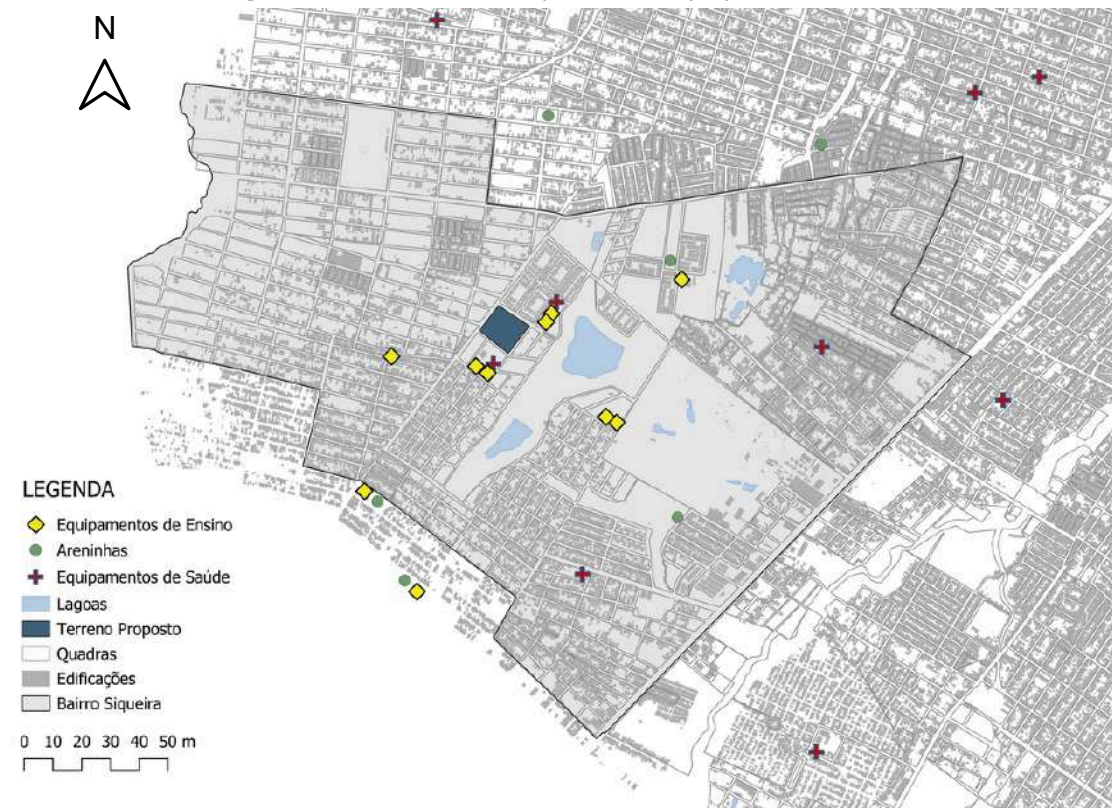 N
LEGENDA
Equipamentos de Ensino
Areninhas
Equipamentos de Saúde
Lagoas
Terreno Proposto
Quadras
Edificações
Bairro Siqueira
0 10 20 30 40 50 m